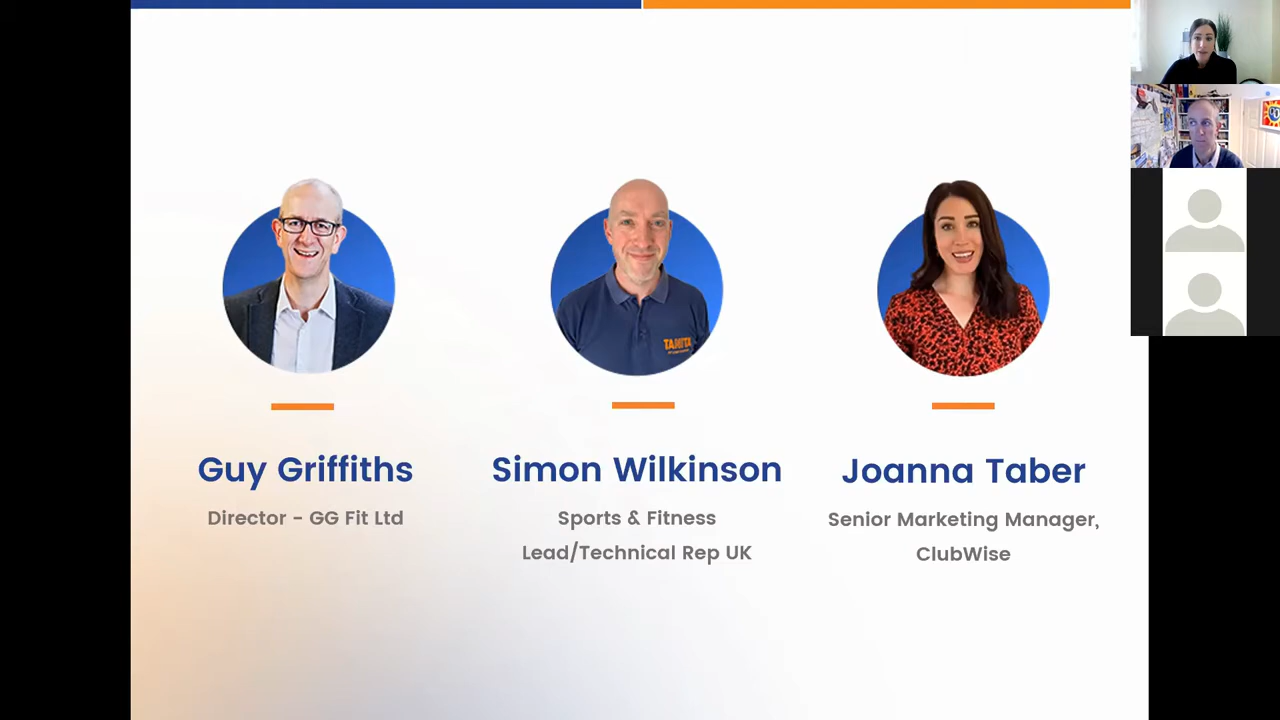 TANITA
Guy Griffiths
Director - GG Fit Ltd
Simon Wilkinson
Sports & Fitness
Lead/Technical Rep UK
Joanna Taber
Senior Marketing Manager,
ClubWise